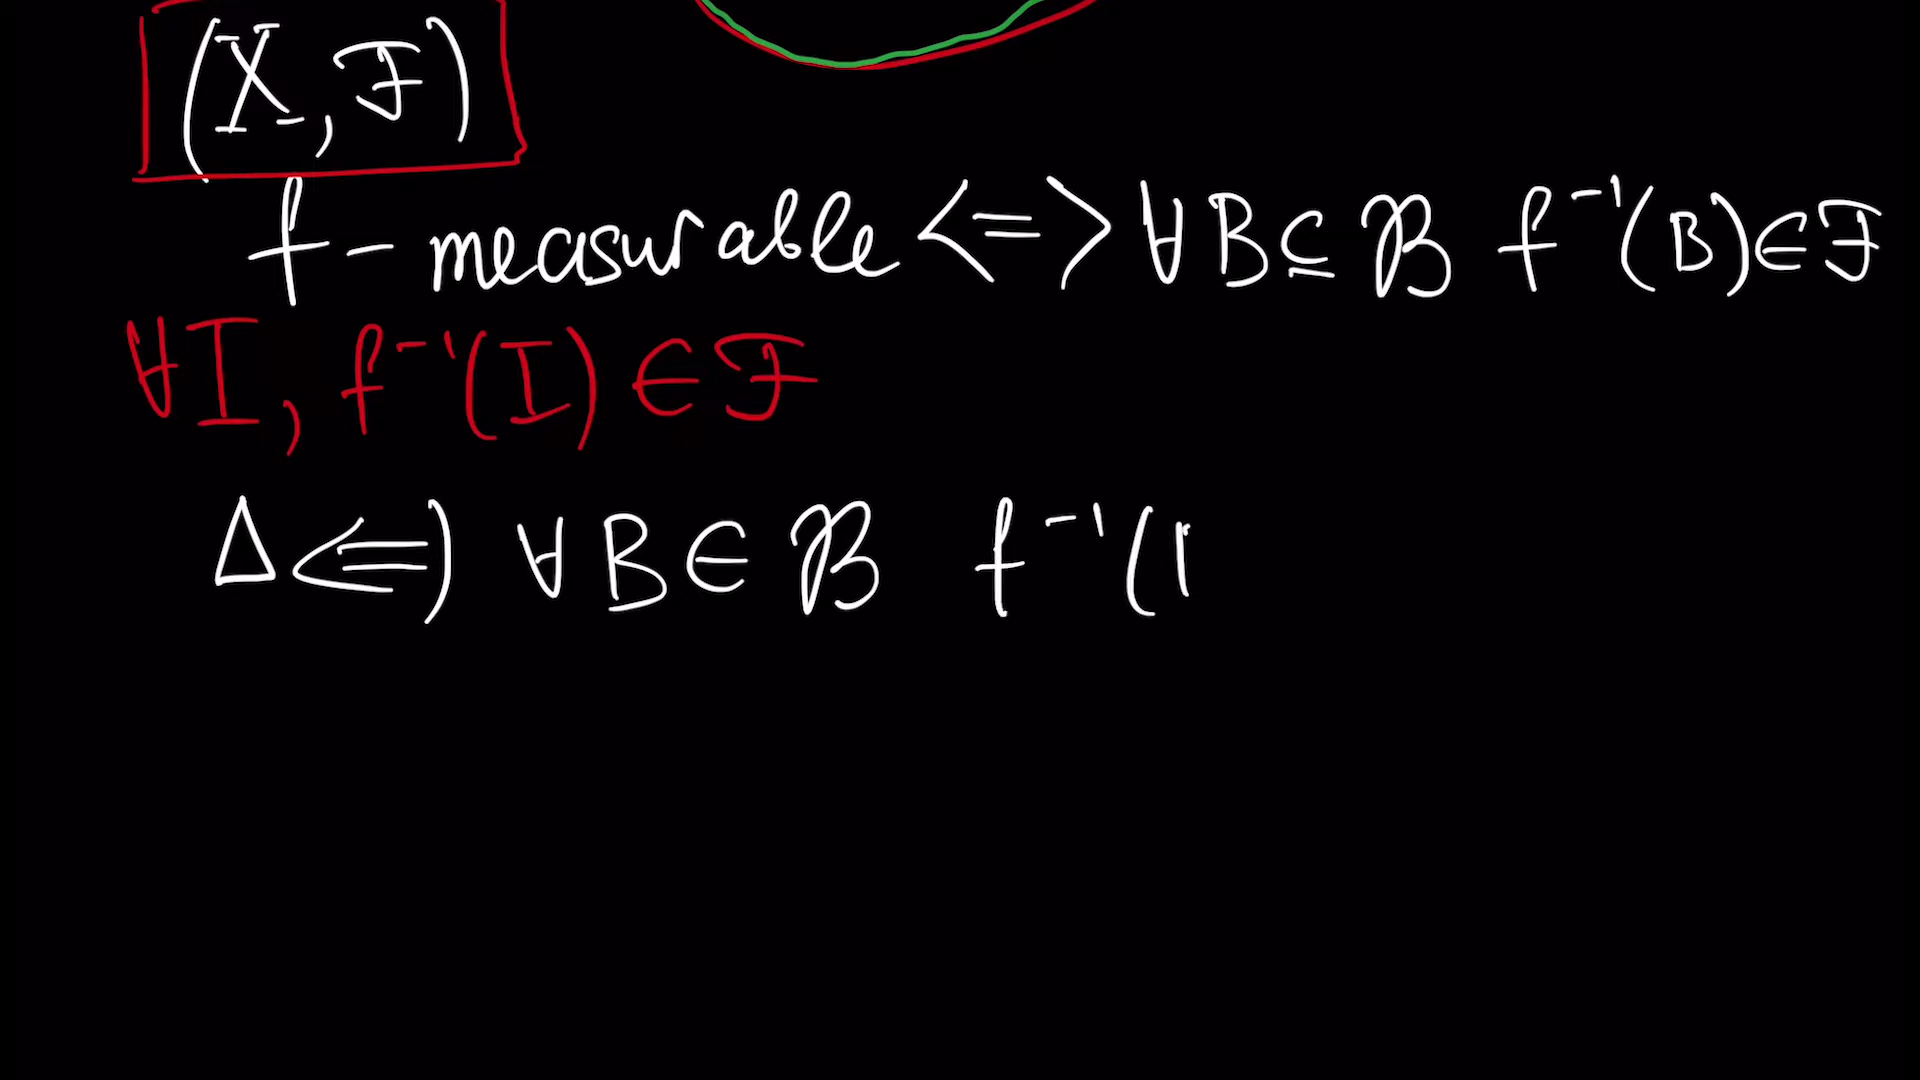 (X, ℱ)
f - measurable <=> ∀ B ⊆ ℬ f⁻¹(B) ∈ ℱ
∀ I, f⁻¹(I) ∈ ℱ
Δ <=) ∀ B ∈ ℬ f⁻¹(